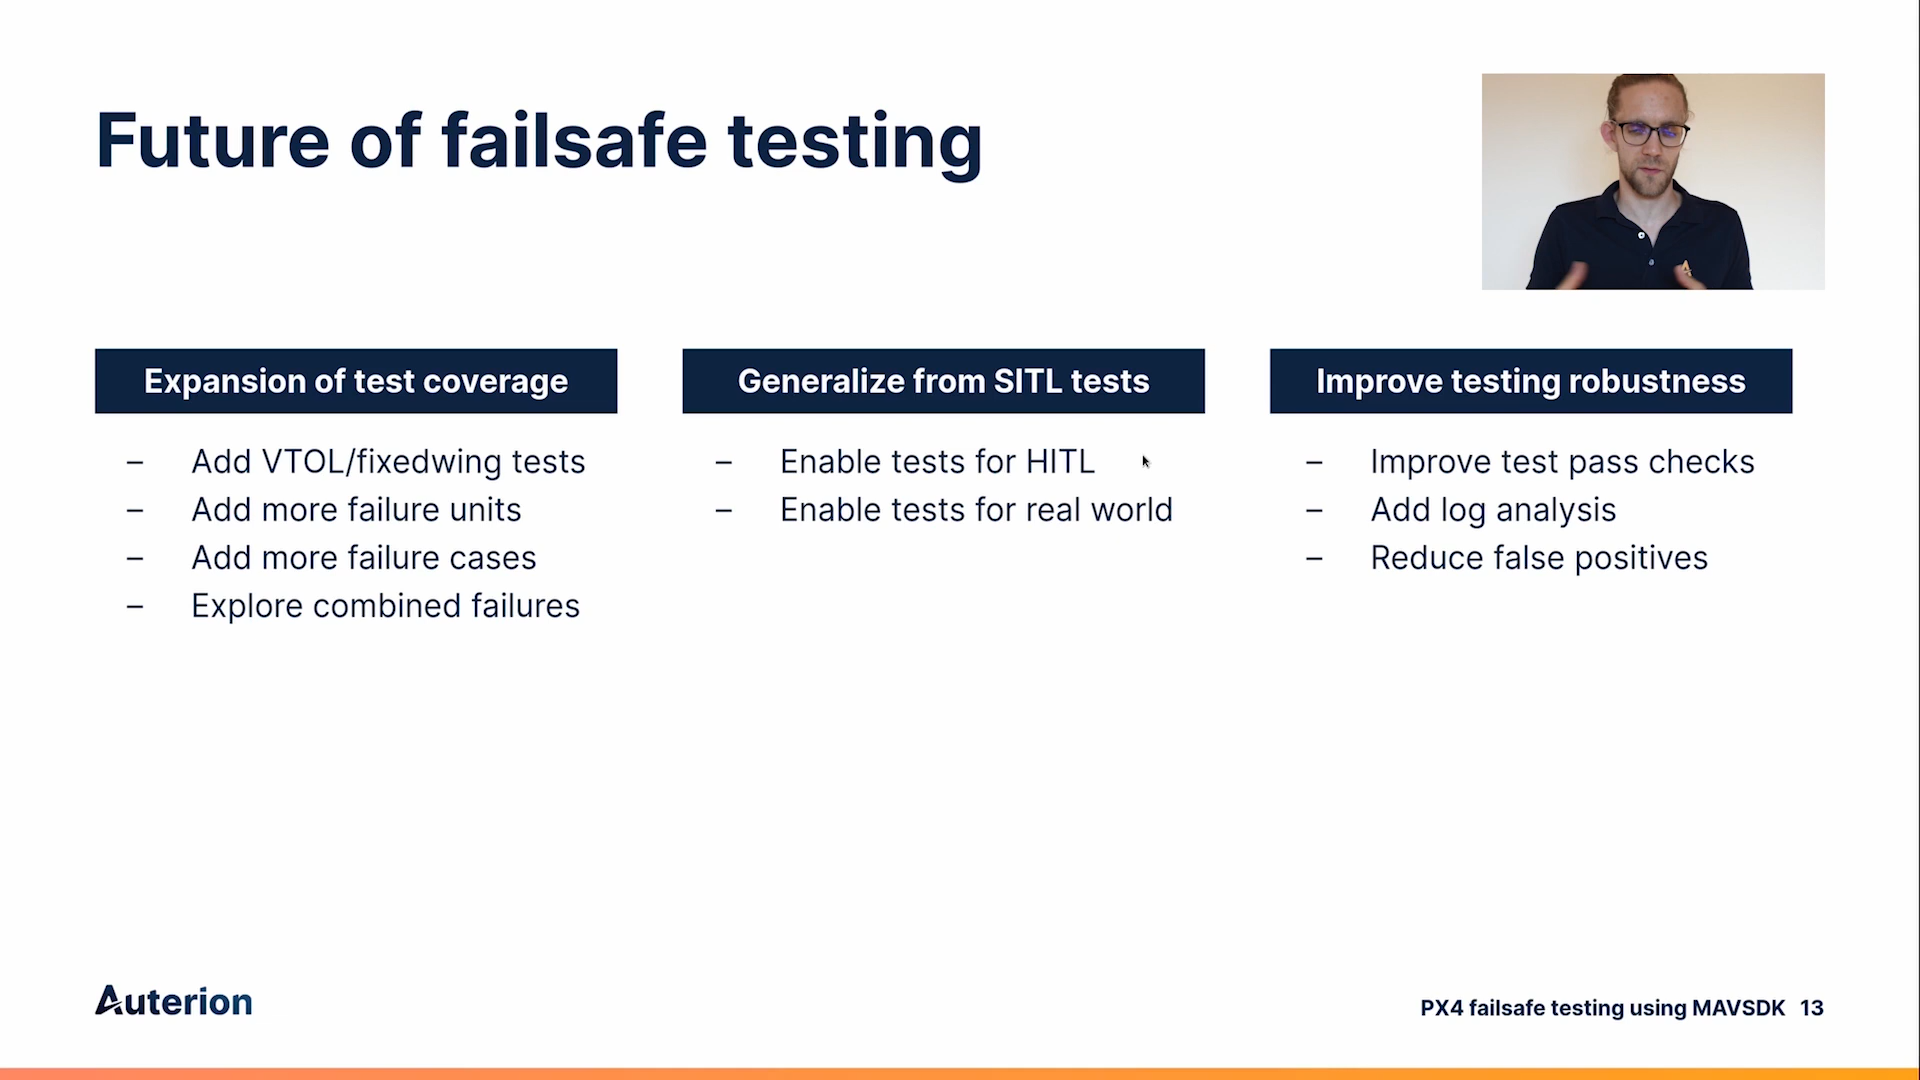 Future of failsafe testing
Expansion of test coverage
– Add VTOL/fixedwing tests
– Add more failure units
– Add more failure cases
– Explore combined failures
Generalize from SITL tests
– Enable tests for HITL
– Enable tests for real world
Improve testing robustness
– Improve test pass checks
– Add log analysis
– Reduce false positives
Auterion
PX4 failsafe testing using MAVSDK 13